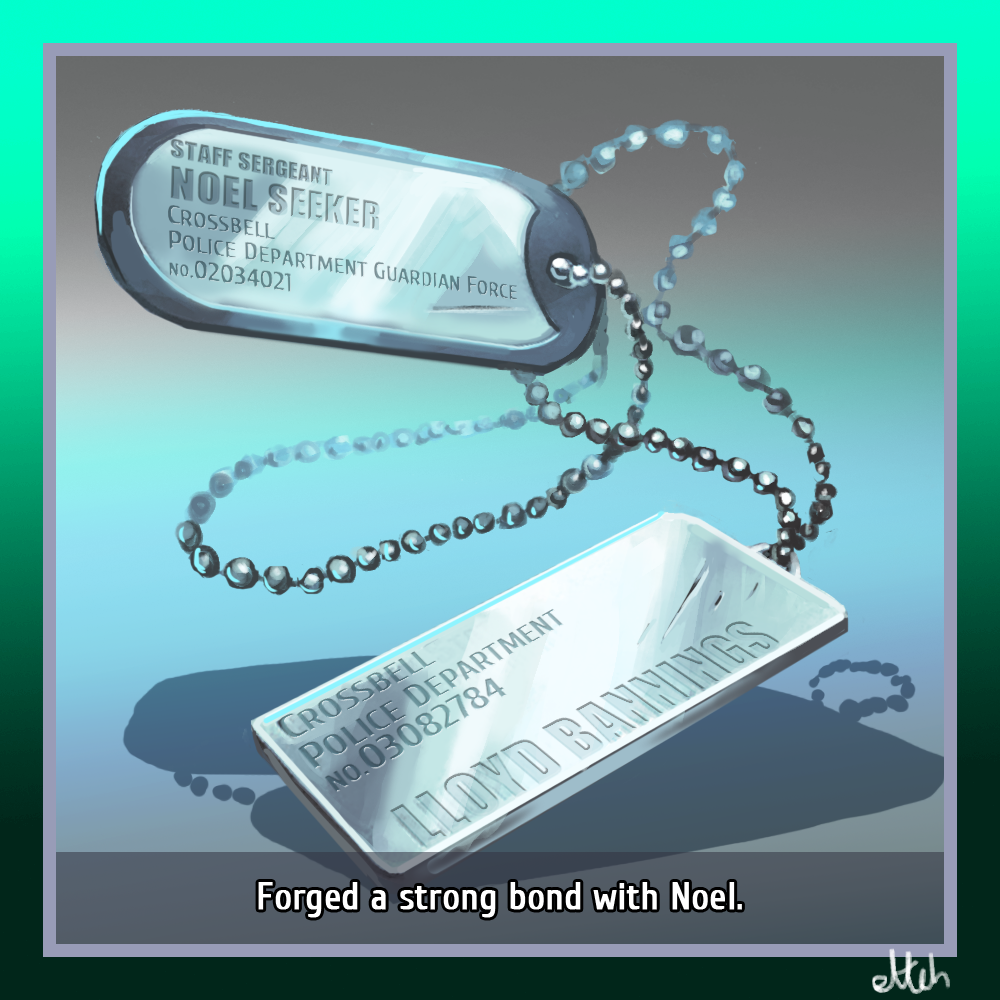 STAFF SERGEANT
NOEL SEEKER
CROSSBELL
POLICE DEPARTMENT GUARDIAN FORCE
NO.02034021
CROSSBELL
POLICE DEPARTMENT
NO.03082784
LLOYD BANNINGS
Forged a strong bond with Noel.